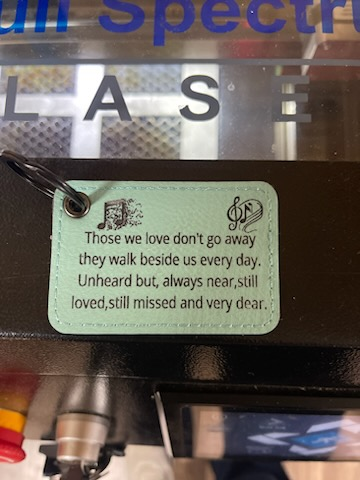 ull Spectr
LASE
Those we love don't go away
they walk beside us every day.
Unheard but, always near,still
loved,still missed and very dear.